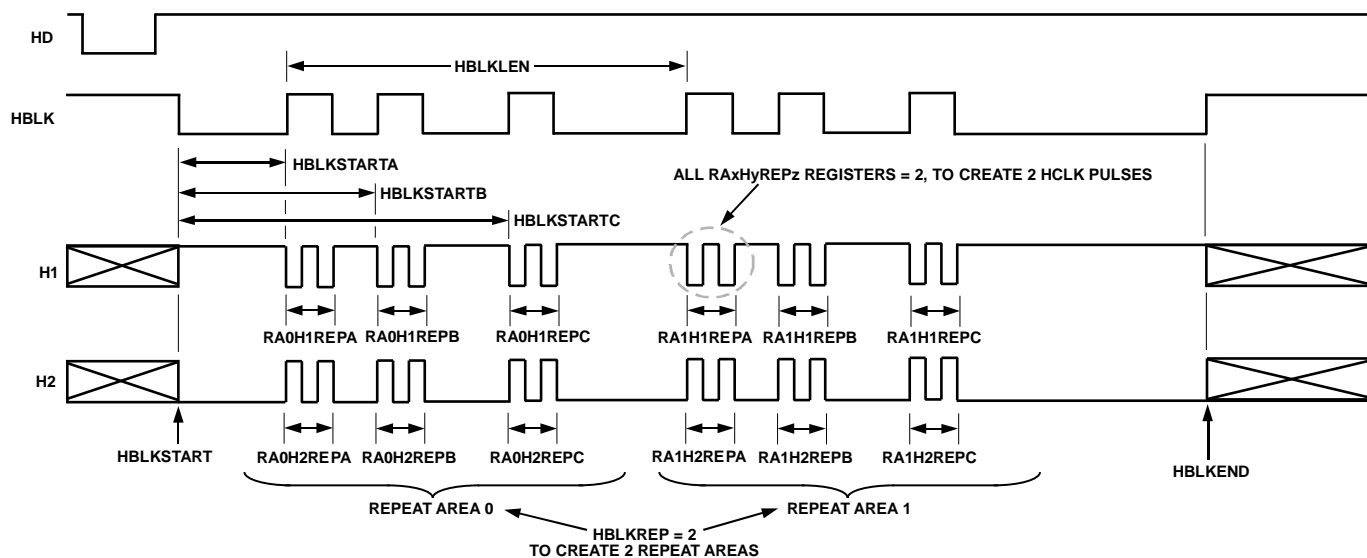 HD
HBLKLEN
HBLK
HBLKSTARTA
ALL RAxHyREPz REGISTERS = 2, TO CREATE 2 HCLK PULSES
HBLKSTARTB
HBLKSTARTC
H1
RA0H1REPA RA0H1REPB RA0H1REPC RA1H1REPA RA1H1REPB RA1H1REPC
H2
HBLKSTART RA0H2REPA RA0H2REPB RA0H2REPC RA1H2REPA RA1H2REPB RA1H2REPC HBLKEND
REPEAT AREA 0 REPEAT AREA 1
HBLKREP = 2
TO CREATE 2 REPEAT AREAS